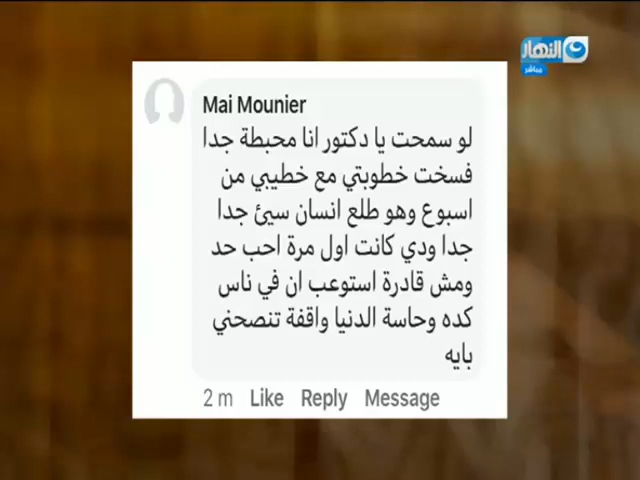 النهار
مباشر
Mai Mounier
لو سمحت يا دكتور انا محبطة جدا
فسخت خطوبتي مع خطيبي من
اسبوع وهو طلع انسان سيئ جدا
جدا ودي كانت اول مرة احب حد
ومش قادرة استوعب ان في ناس
كده وحاسة الدنيا واقفة تنصحني
بايه
2 m Like Reply Message